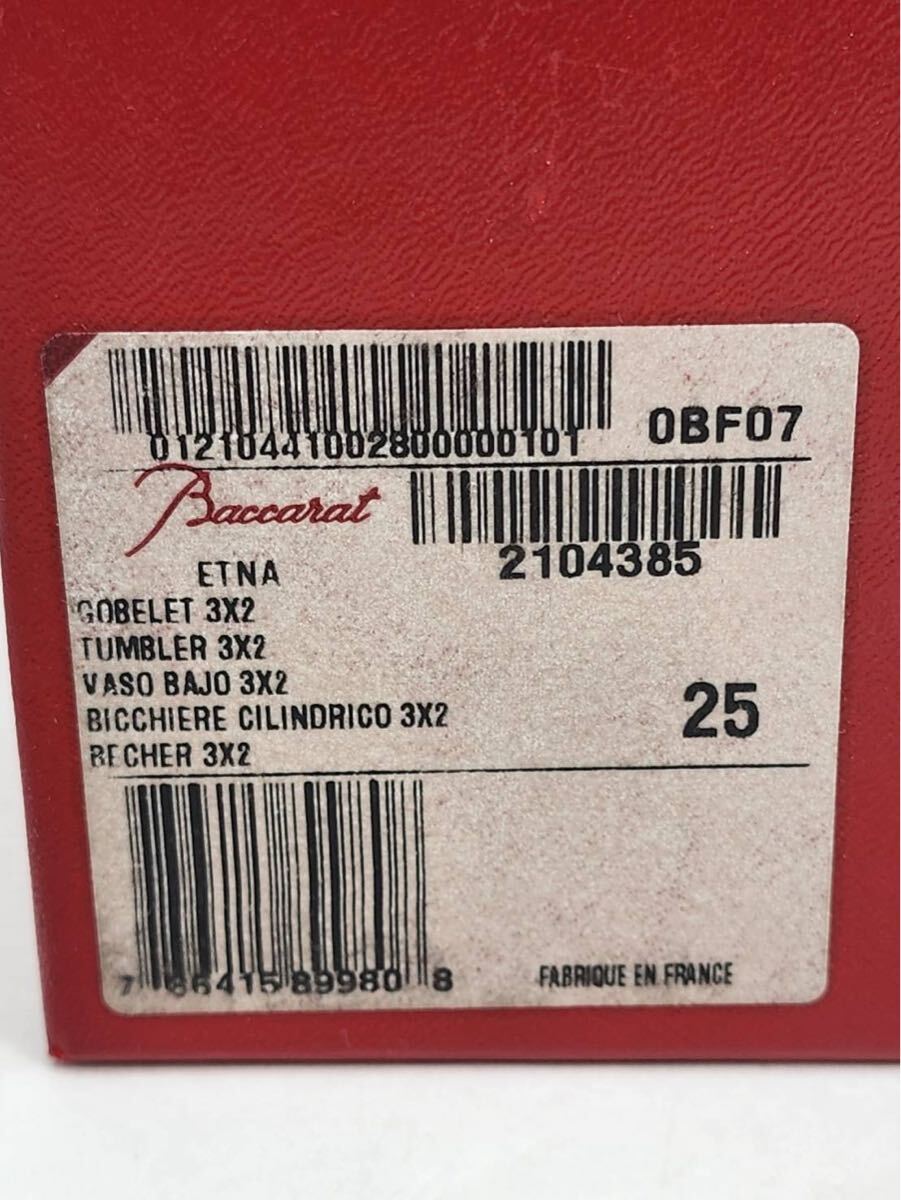 01210441002800000101
0BF07
Baccarat
2104385
ETNA
GOBELET 3X2
TUMBLER 3X2
VASO BAJO 3X2
25
BICCHIERE CILINDRICO 3X2
BECHER 3X2
7 66415 89980 8
FABRIQUE EN FRANCE